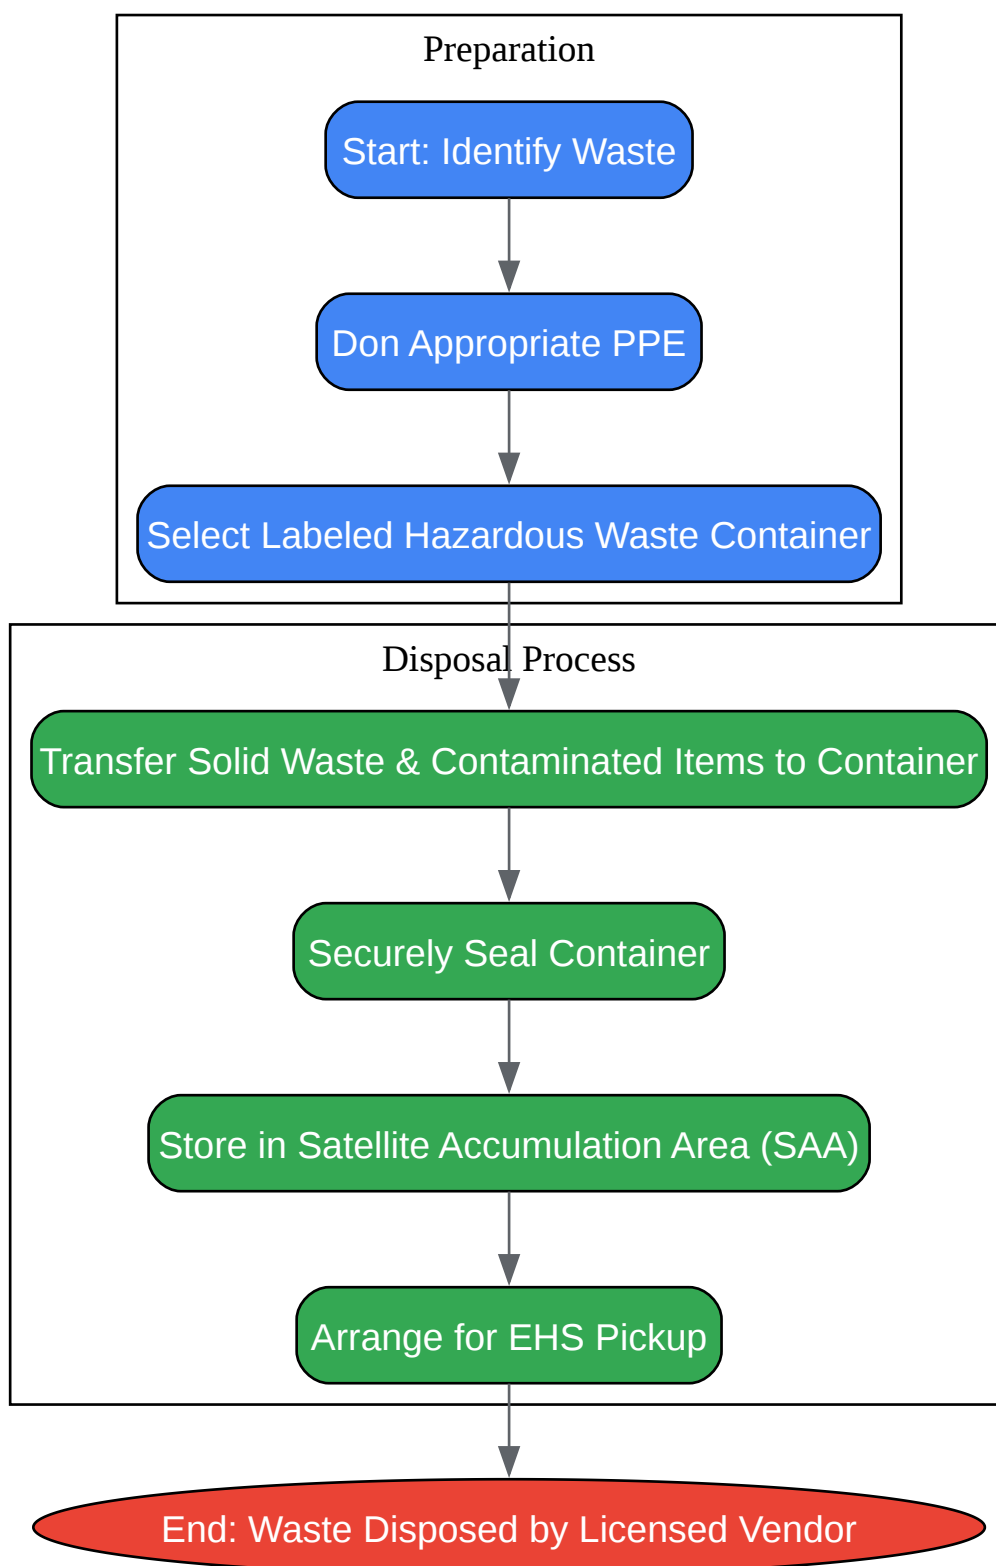 Preparation
Start: Identify Waste
Don Appropriate PPE
Select Labeled Hazardous Waste Container
Disposal Process
Transfer Solid Waste & Contaminated Items to Container
Securely Seal Container
Store in Satellite Accumulation Area (SAA)
Arrange for EHS Pickup
End: Waste Disposed by Licensed Vendor